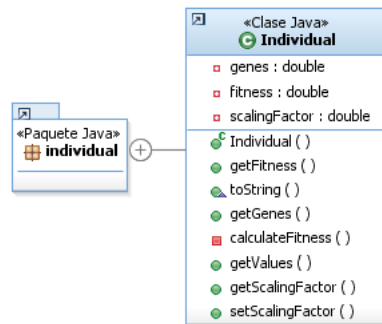 «Paquete Java»
individual
«Clase Java»
Individual
genes : double
fitness : double
scalingFactor : double
Individual ( )
getFitness ( )
toString ( )
getGenes ( )
calculateFitness ( )
getValues ( )
getScalingFactor ( )
setScalingFactor ( )